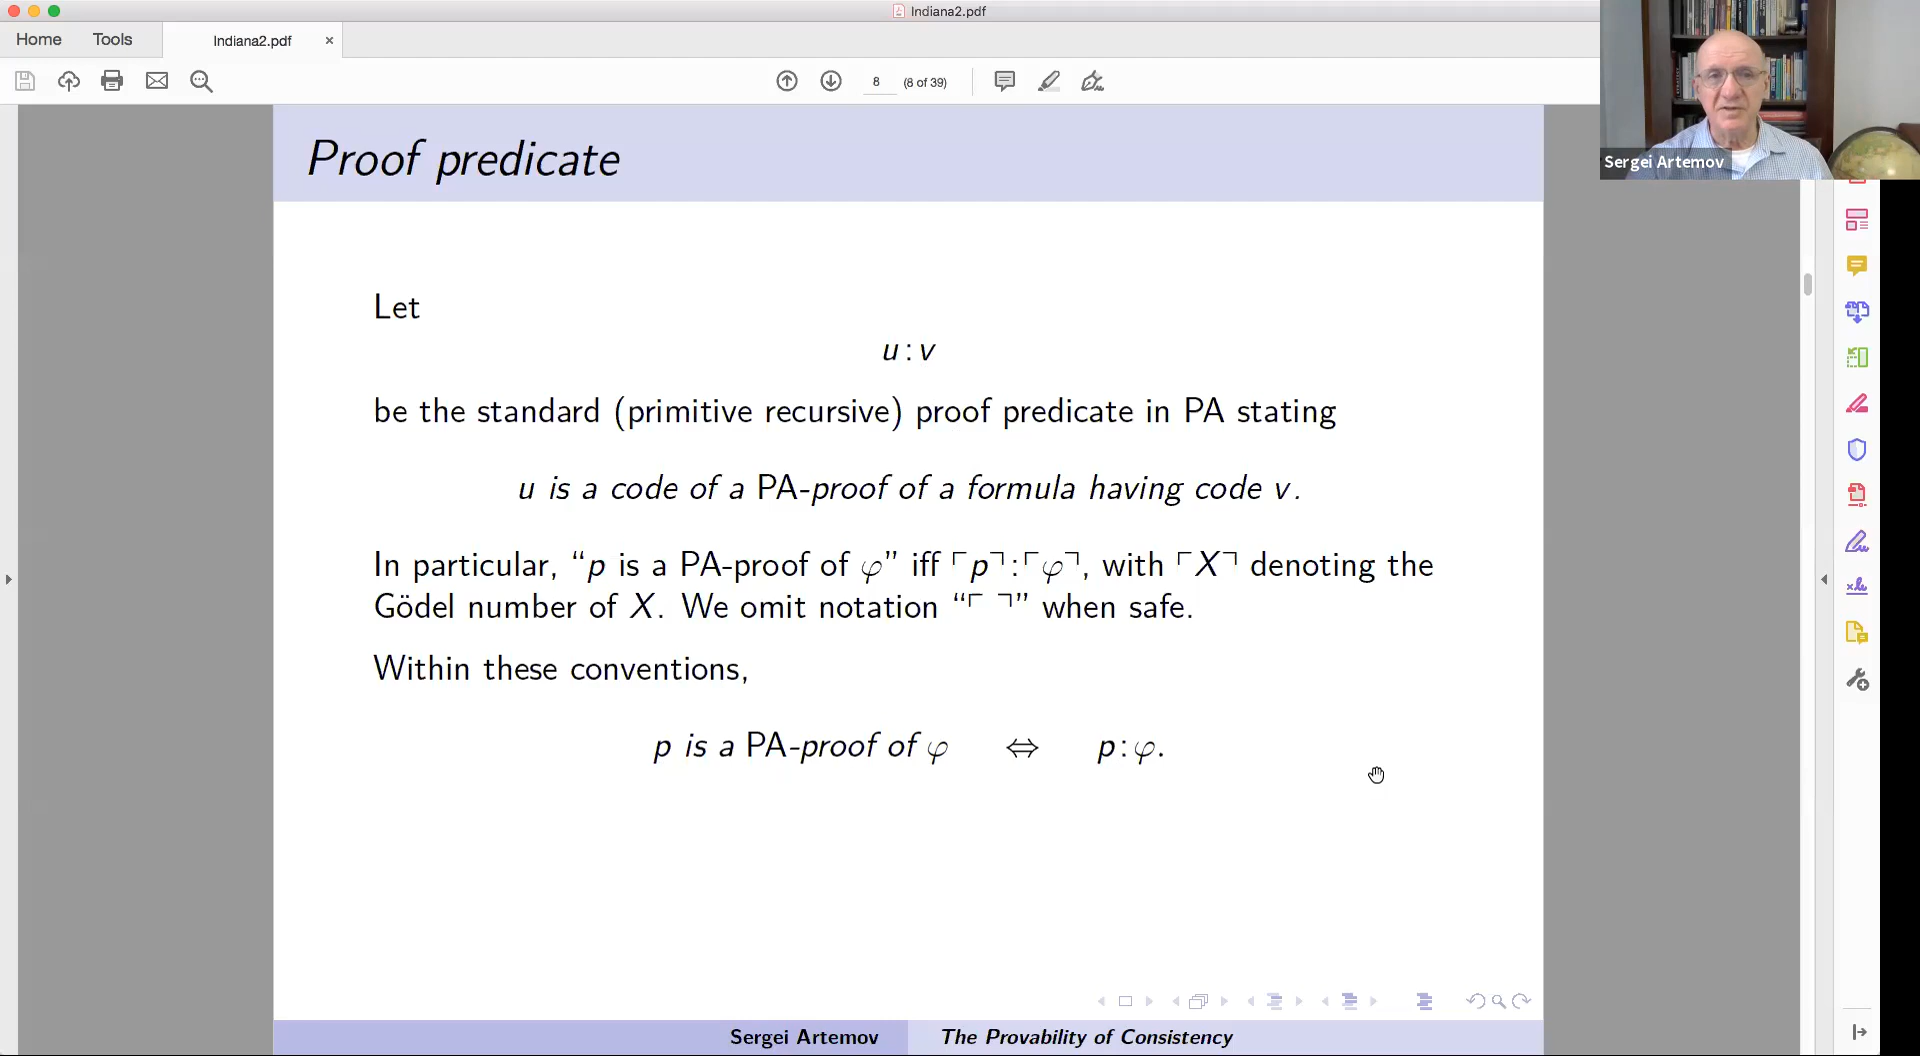 Indiana2.pdf
Home Tools Indiana2.pdf ×
8 (8 of 39)
Sergei Artemov
Proof predicate
Let
u : v
be the standard (primitive recursive) proof predicate in PA stating
u is a code of a PA-proof of a formula having code v.
In particular, “p is a PA-proof of φ” iff ⌜p⌝:⌜φ⌝, with ⌜X⌝ denoting the
Gödel number of X. We omit notation “⌜ ⌝” when safe.
Within these conventions,
p is a PA-proof of φ ⇔ p:φ.
Sergei Artemov The Provability of Consistency